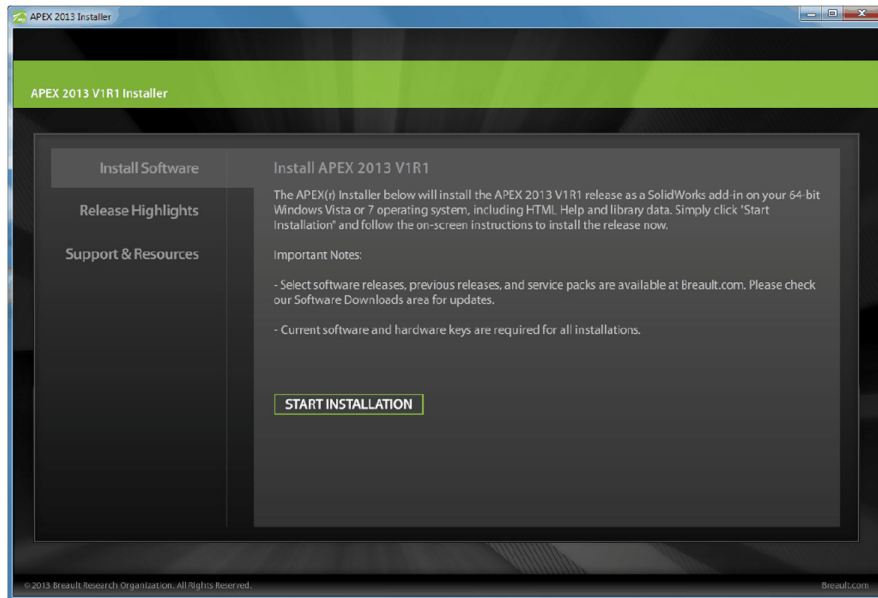 APEX 2013 Installer
APEX 2013 V1R1 Installer
Install Software
Release Highlights
Support & Resources
Install APEX 2013 V1R1
The APEX(r) Installer below will install the APEX 2013 V1R1 release as a SolidWorks add-in on your 64-bit
Windows Vista or 7 operating system, including HTML Help and library data. Simply click "Start
Installation" and follow the on-screen instructions to install the release now.
Important Notes:
- Select software releases, previous releases, and service packs are available at Breault.com. Please check
our Software Downloads area for updates.
- Current software and hardware keys are required for all installations.
START INSTALLATION
© 2013 Breault Research Organization. All Rights Reserved.
Breault.com